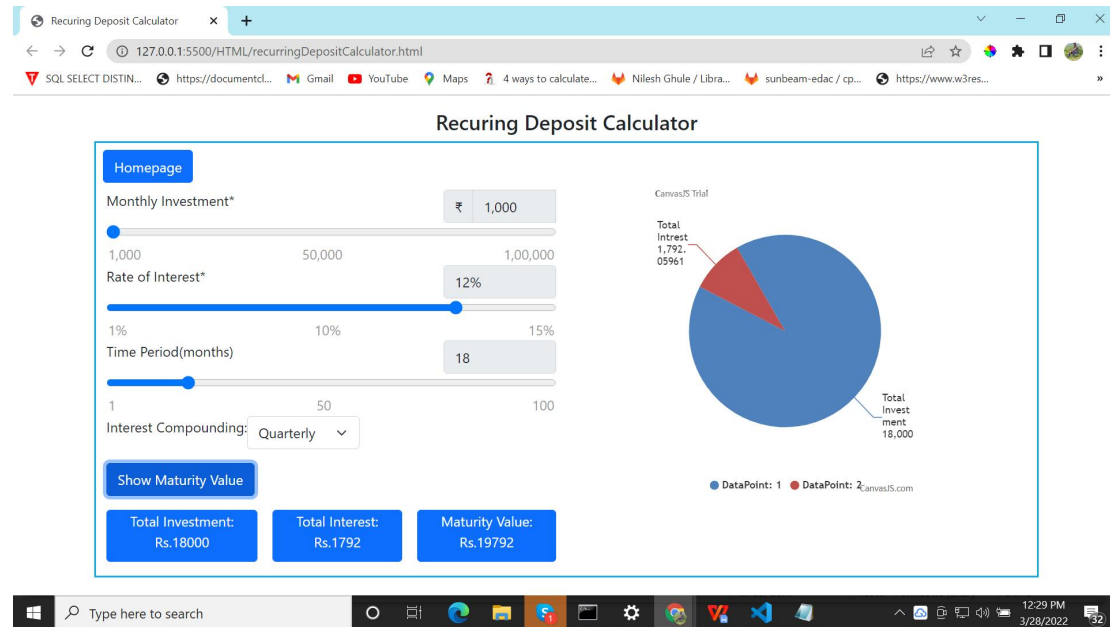 Recuring Deposit Calculator
127.0.0.1:5500/HTML/recurringDepositCalculator.html
SQL SELECT DISTIN... https://documentcl... Gmail YouTube Maps 4 ways to calculate... Nilesh Ghule / Libra... sunbeam-edac / cp... https://www.w3res... »
Recuring Deposit Calculator
Homepage
Monthly Investment*
₹ 1,000
1,000 50,000 1,00,000
Rate of Interest*
12%
1% 10% 15%
Time Period(months)
18
1 50 100
Interest Compounding: Quarterly
Show Maturity Value
Total Investment:
Rs.18000
Total Interest:
Rs.1792
Maturity Value:
Rs.19792
CanvasJS Trial
Total
Intrest
1,792.
05961
Total
Invest
ment
18,000
DataPoint: 1 DataPoint: 2
CanvasJS.com
Type here to search
12:29 PM
3/28/2022
32